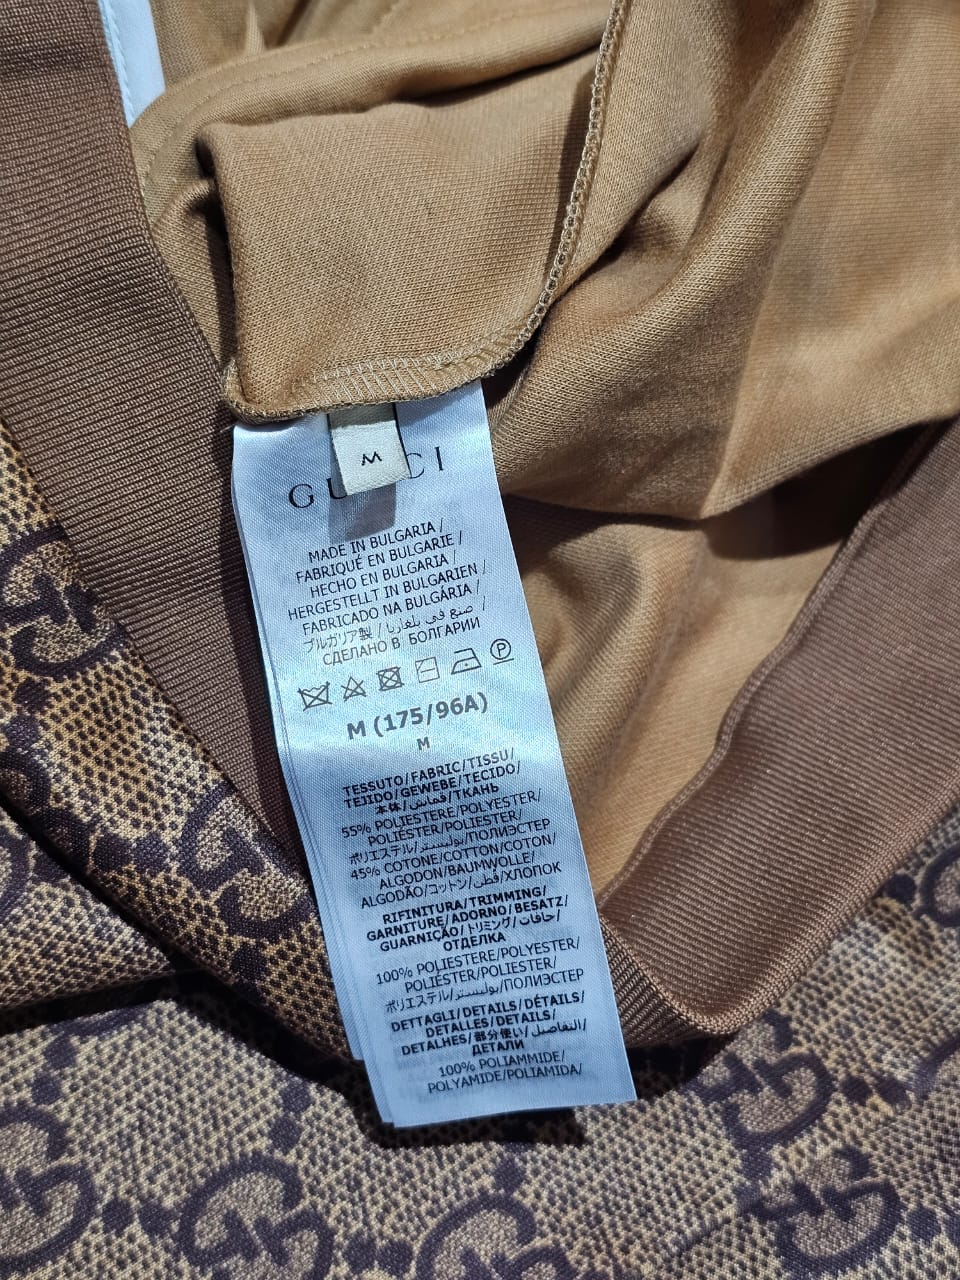 M
GUCCI
MADE IN BULGARIA /
FABRIQUÉ EN BULGARIE /
HECHO EN BULGARIA /
HERGESTELLT IN BULGARIEN /
FABRICADO NA BULGÁRIA /
ブルガリア製 / صنع في بلغاريا /
СДЕЛАНО В БОЛГАРИИ
P
M (175/96A)
M
TESSUTO/FABRIC/TISSU/
TEJIDO/GEWEBE/TECIDO/
本体/قماش/ТКАНЬ
55% POLIESTERE/POLYESTER/
POLIÉSTER/POLIESTER/
ポリエステル/بوليستر/ПОЛИЭСТЕР
45% COTONE/COTTON/COTON/
ALGODON/BAUMWOLLE/
ALGODÃO/コットン/قطن/ХЛОПОК
RIFINITURA/TRIMMING/
GARNITURE/ADORNO/BESATZ/
GUARNIÇÃO/トリミング/حافات/
ОТДЕЛКА
100% POLIESTERE/POLYESTER/
POLIÉSTER/POLIESTER/
ポリエステル/بوليستر/ПОЛИЭСТЕР
DETTAGLI/DETAILS/DÉTAILS/
DETALLES/DETAILS/
DETALHES/部分使い/التفاصيل/
ДЕТАЛИ
100% POLIAMMIDE/
POLYAMIDE/POLIAMIDA/